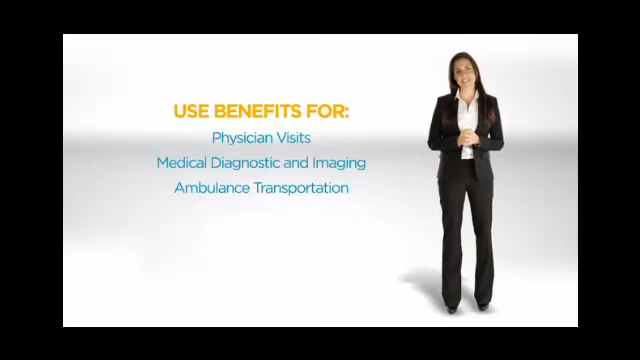 USE BENEFITS FOR:
Physician Visits
Medical Diagnostic and Imaging
Ambulance Transportation